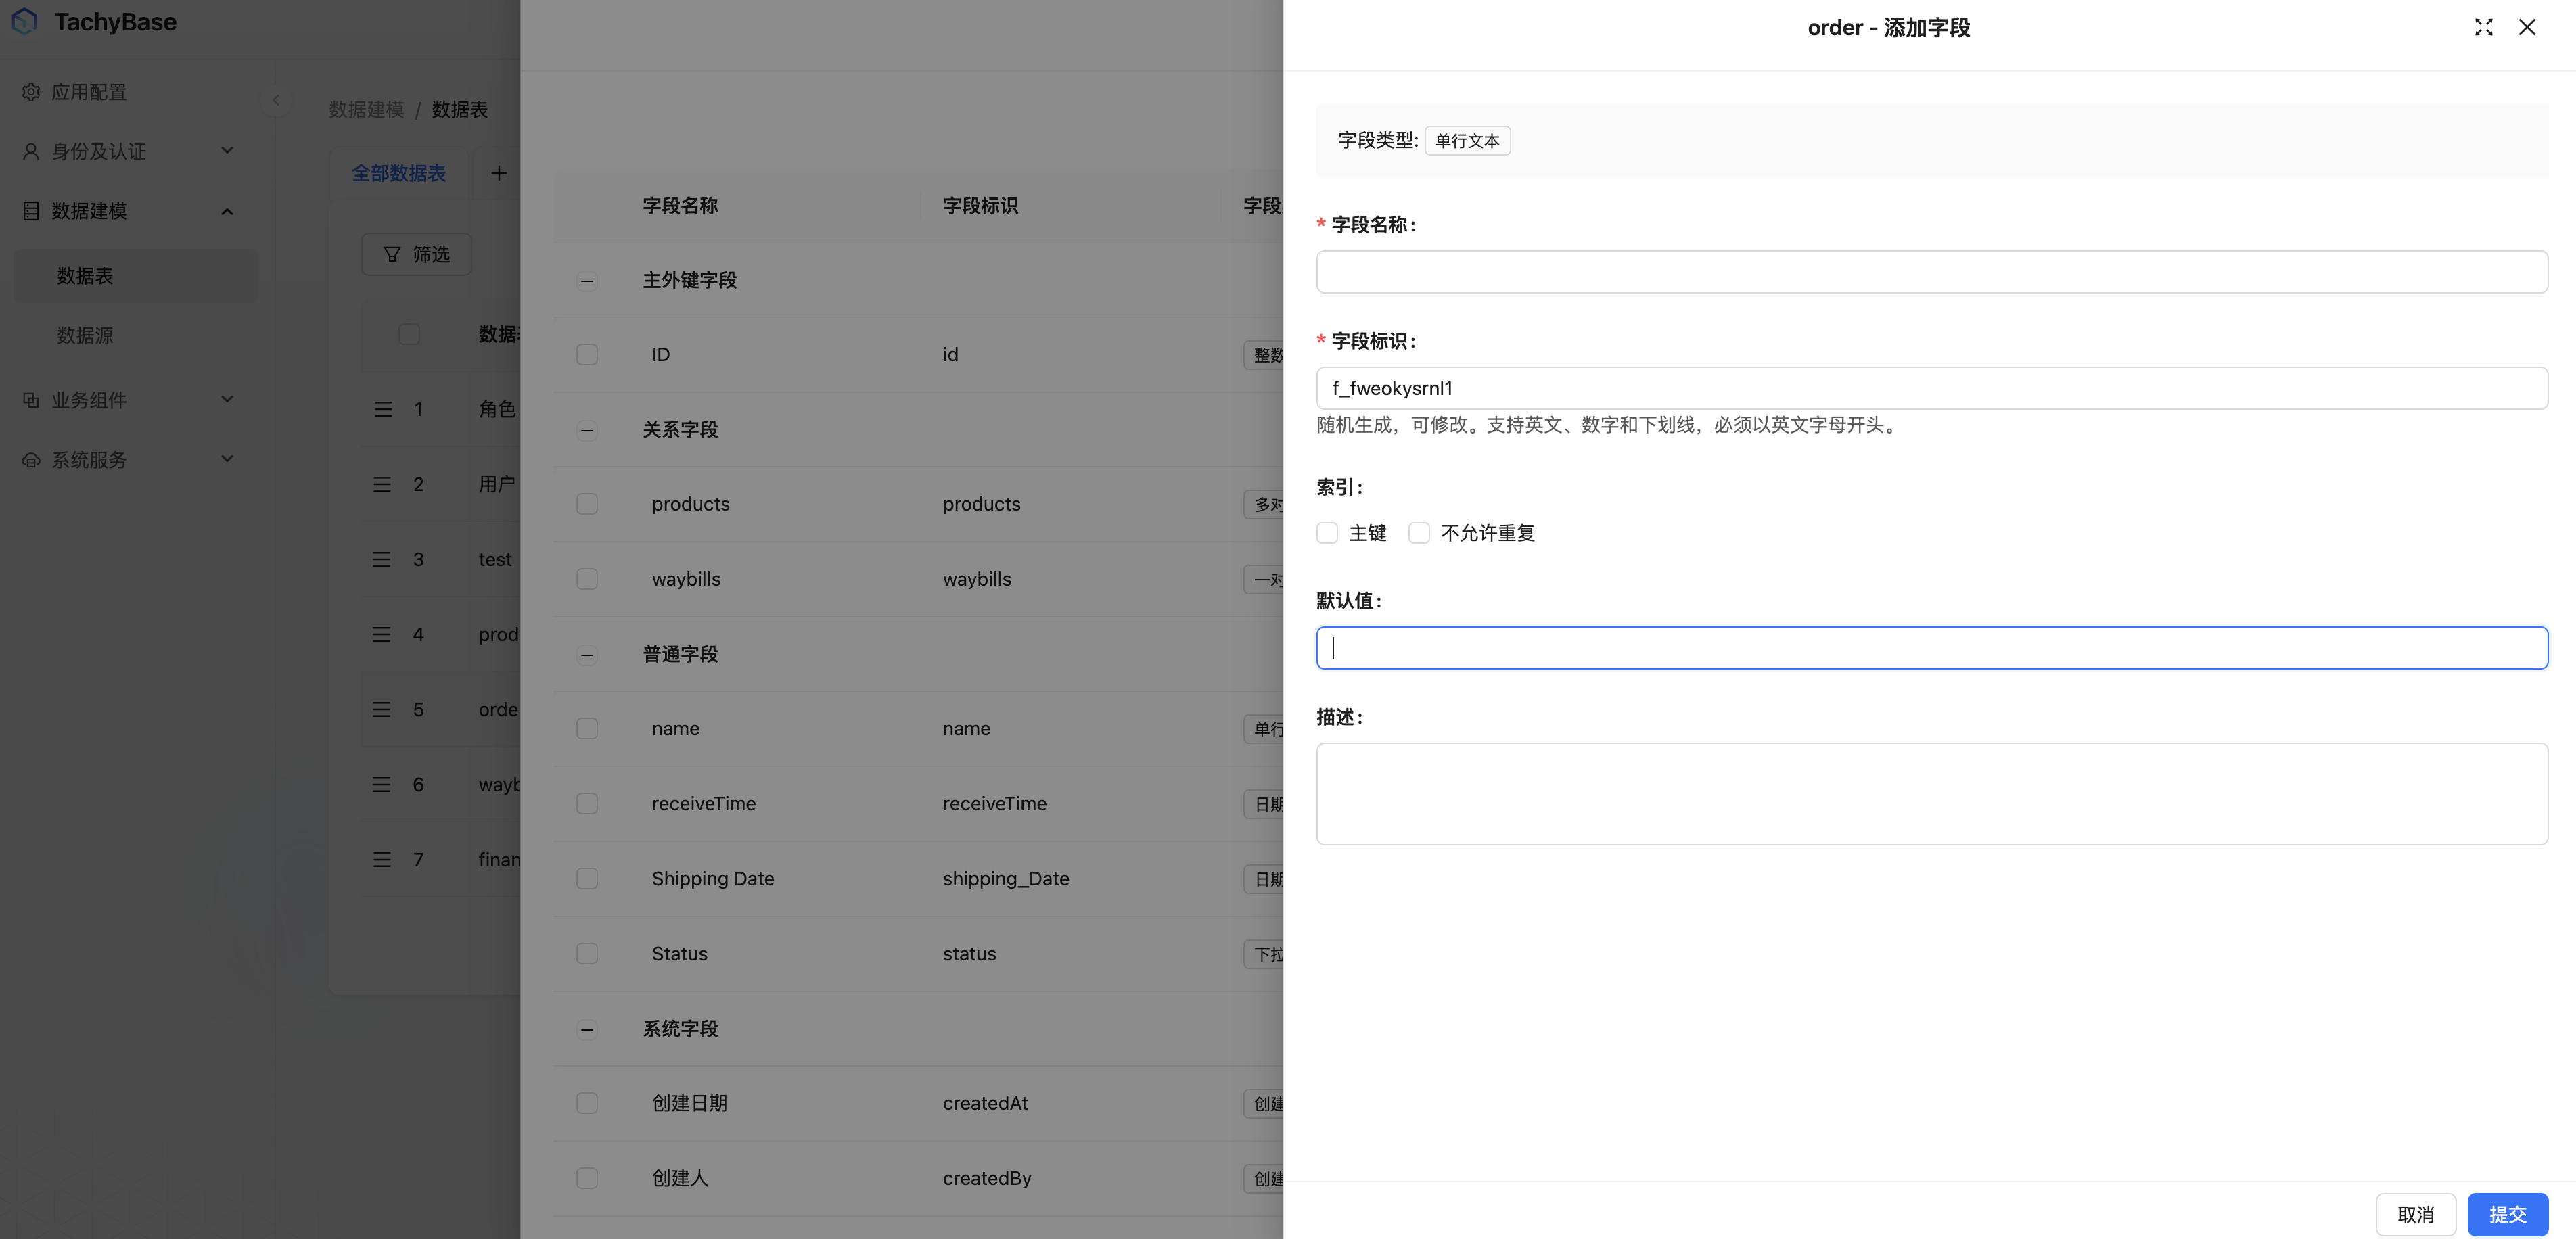 TachyBase
应用配置
身份及认证
数据建模
数据表
数据源
业务组件
系统服务
数据建模 / 数据表
全部数据表 +
筛选
数据
1 角色
2 用户
3 test
4 prod
5 orde
6 wayb
7 finan
字段名称 字段标识 字段
主外键字段
ID id 整数
关系字段
products products 多对
waybills waybills 一对
普通字段
name name 单行
receiveTime receiveTime 日期
Shipping Date shipping_Date 日期
Status status 下拉
系统字段
创建日期 createdAt 创建
创建人 createdBy 创建
order - 添加字段
字段类型: 单行文本
* 字段名称:
* 字段标识:
f_fweokysrnl1
随机生成，可修改。支持英文、数字和下划线，必须以英文字母开头。
索引:
主键 不允许重复
默认值:
描述:
取消 提交